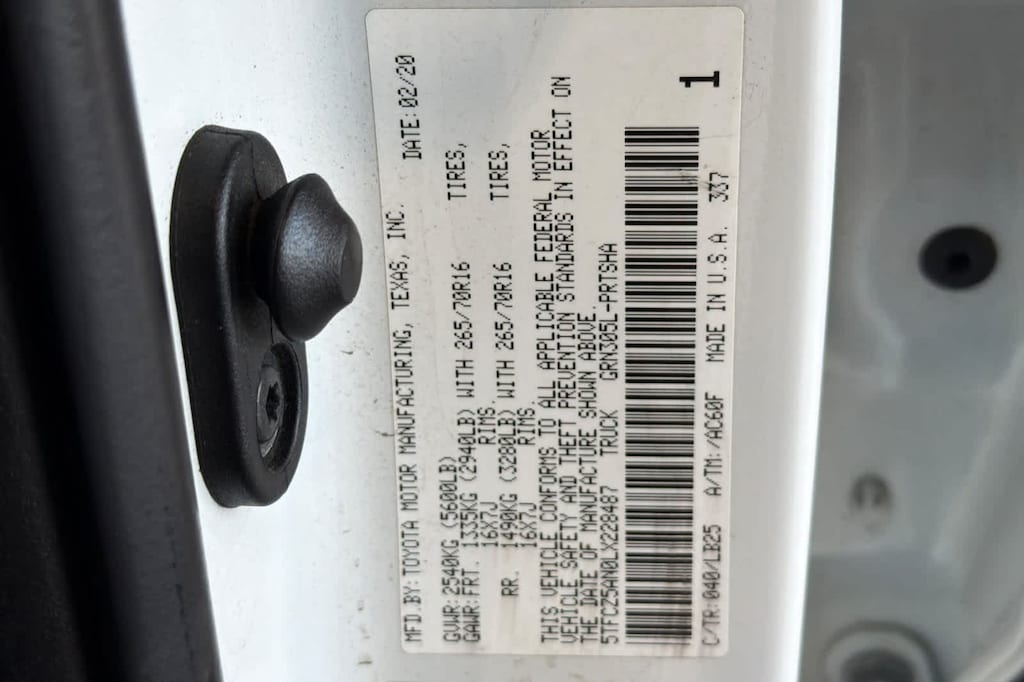 MFD.BY:TOYOTA MOTOR MANUFACTURING, TEXAS, INC. DATE:02/20
GVWR:2540KG (5600LB)
GAWR:FRT. 1335KG (2940LB) WITH 265/70R16 TIRES,
16X7J RIMS.
RR. 1490KG (3280LB) WITH 265/70R16 TIRES,
16X7J RIMS.
THIS VEHICLE CONFORMS TO ALL APPLICABLE FEDERAL MOTOR
VEHICLE SAFETY AND THEFT PREVENTION STANDARDS IN EFFECT ON
THE DATE OF MANUFACTURE SHOWN ABOVE.
5TFCZ5AN0LX228487 TRUCK GRN305L-PRTSHA
C/TR:040/LB25 A/TM:/AC60F MADE IN U.S.A. 337
1